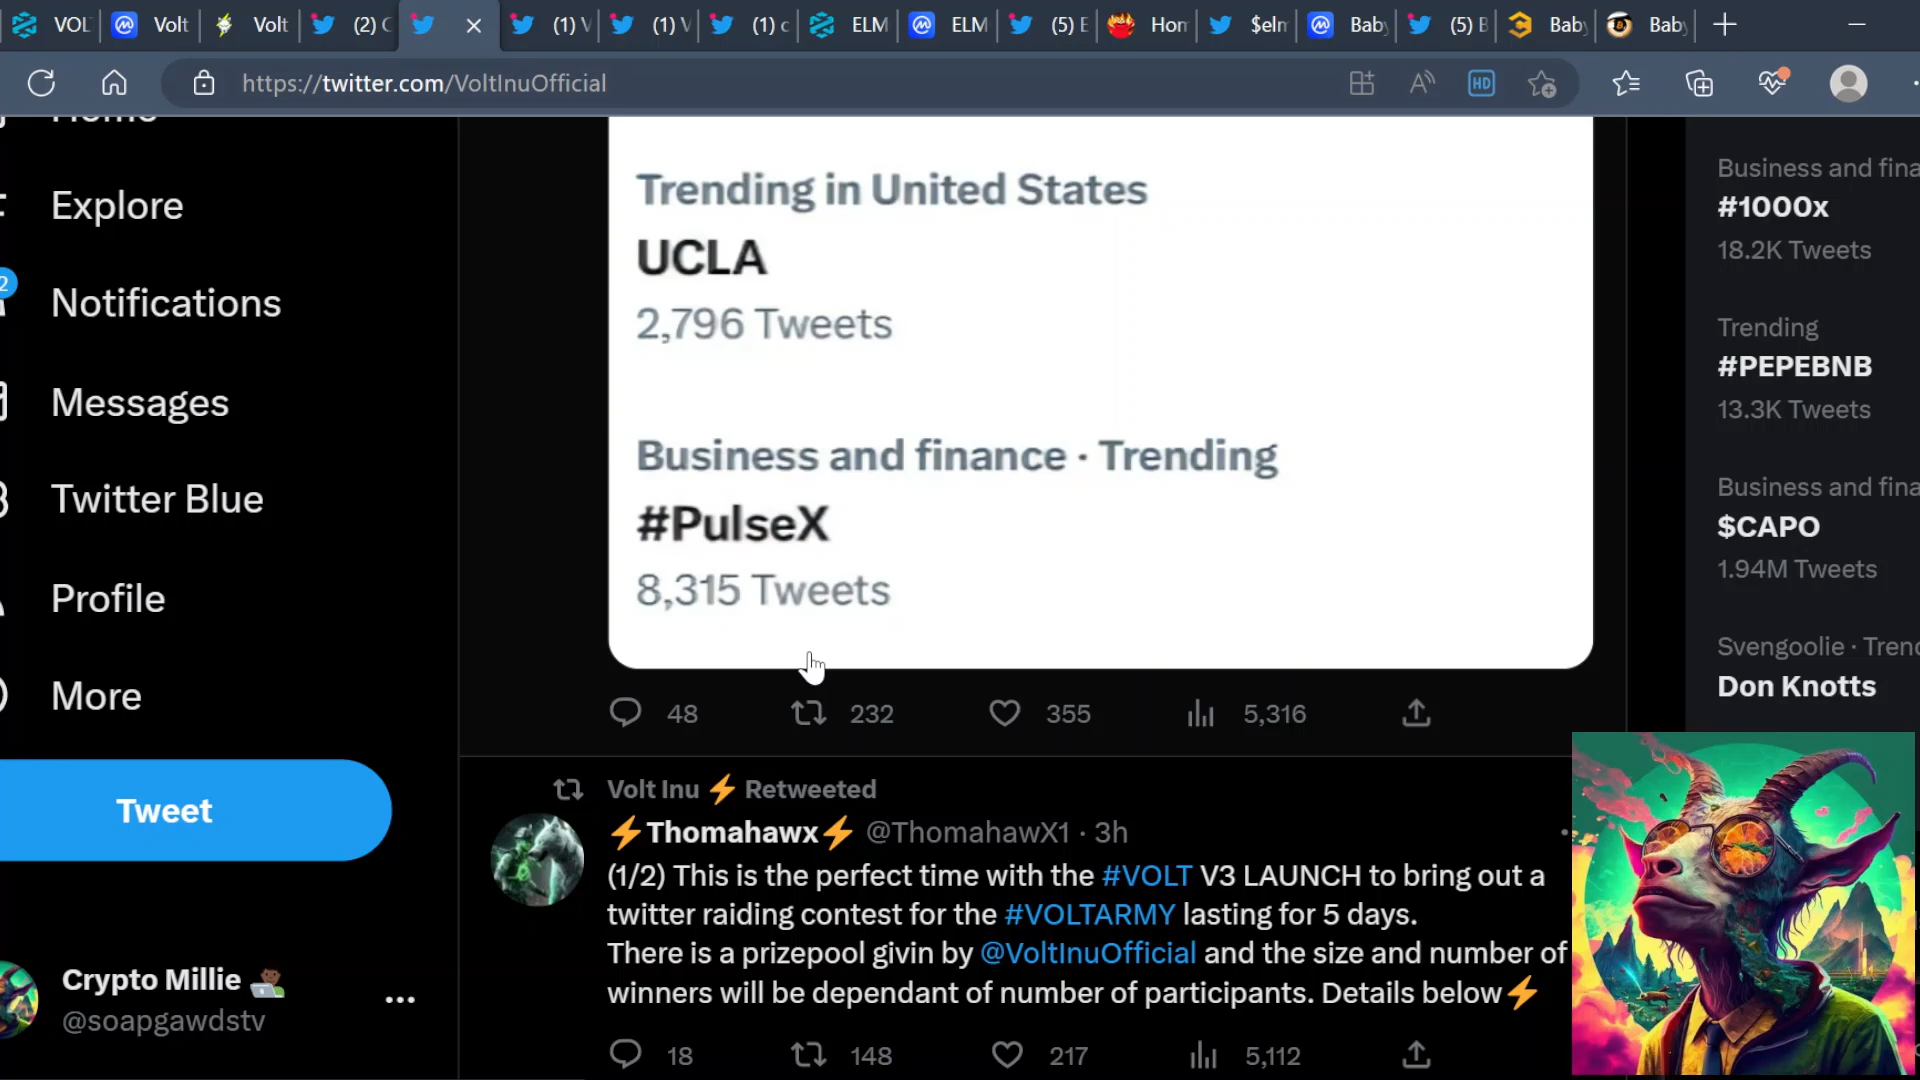 VOL
Volt
Volt
(2) C
(1) V
(1) V
(1) c
ELM
ELM
(5) E
Hon
$eln
Bab
(5) B
Bab
Bab
https://twitter.com/VoltInuOfficial
HD
Home
Explore
2
Notifications
Messages
Twitter Blue
Profile
More
Tweet
Crypto Millie
@soapgawdstv
Trending in United States
UCLA
2,796 Tweets
Business and finance · Trending
#PulseX
8,315 Tweets
48
232
355
5,316
Volt Inu ⚡ Retweeted
⚡Thomahawx⚡ @ThomahawX1 · 3h
(1/2) This is the perfect time with the #VOLT V3 LAUNCH to bring out a
twitter raiding contest for the #VOLTARMY lasting for 5 days.
There is a prizepool givin by @VoltInuOfficial and the size and number of
winners will be dependant of number of participants. Details below⚡
18
148
217
5,112
Business and fina
#1000x
18.2K Tweets
Trending
#PEPEBNB
13.3K Tweets
Business and fina
$CAPO
1.94M Tweets
Svengoolie · Trend
Don Knotts